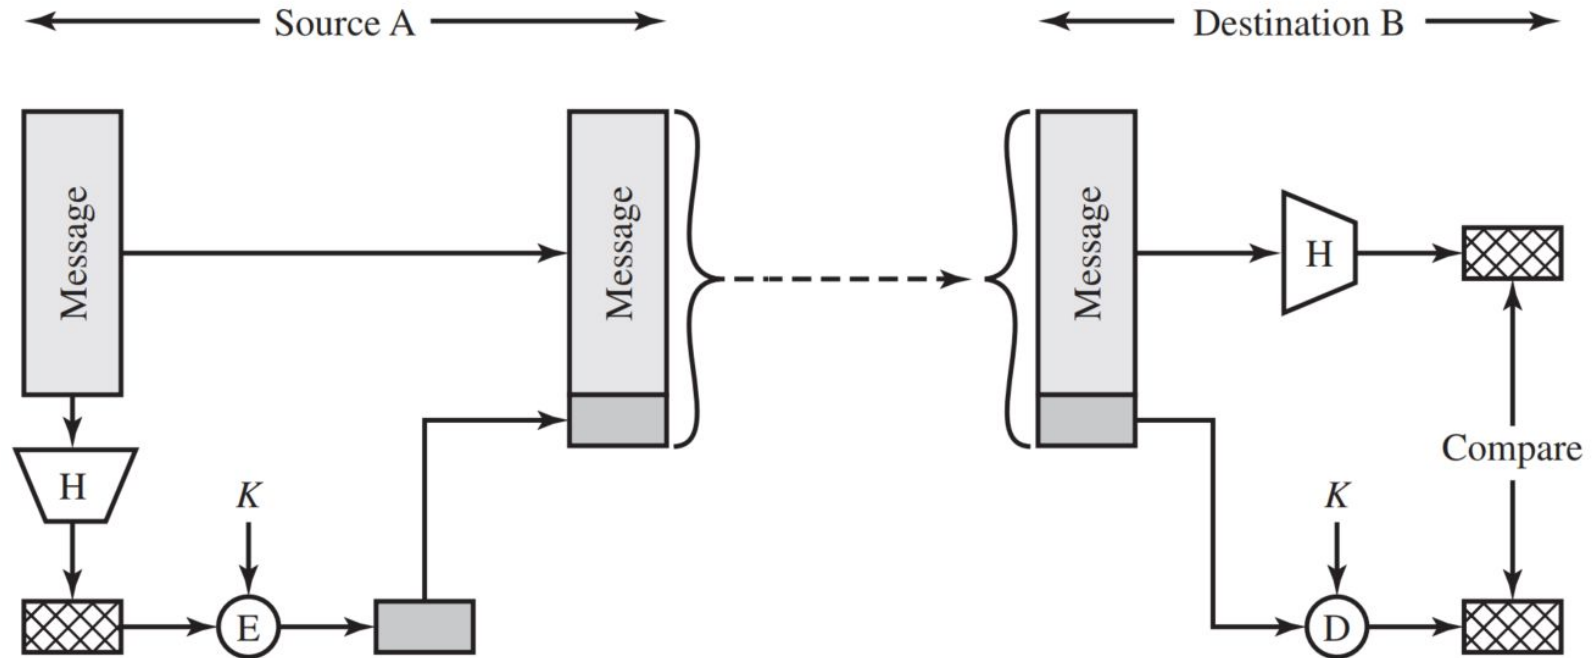 Source A
Destination B
Message
Message
Message
H
H
Compare
K
K
E
D